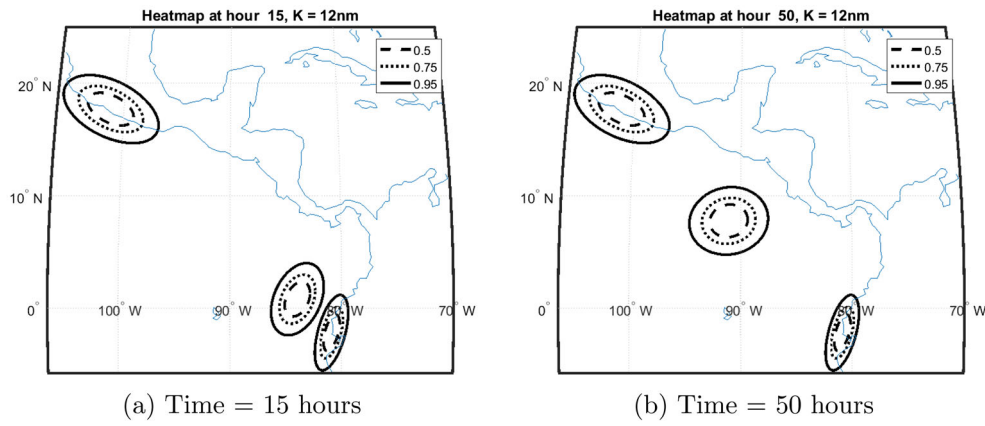 Heatmap at hour 15, K = 12nm
0.5
0.75
0.95
20° N
10° N
0°
100° W
90° W
80° W
70° W
(a) Time = 15 hours
Heatmap at hour 50, K = 12nm
0.5
0.75
0.95
20° N
10° N
0°
100° W
90° W
80° W
70° W
(b) Time = 50 hours